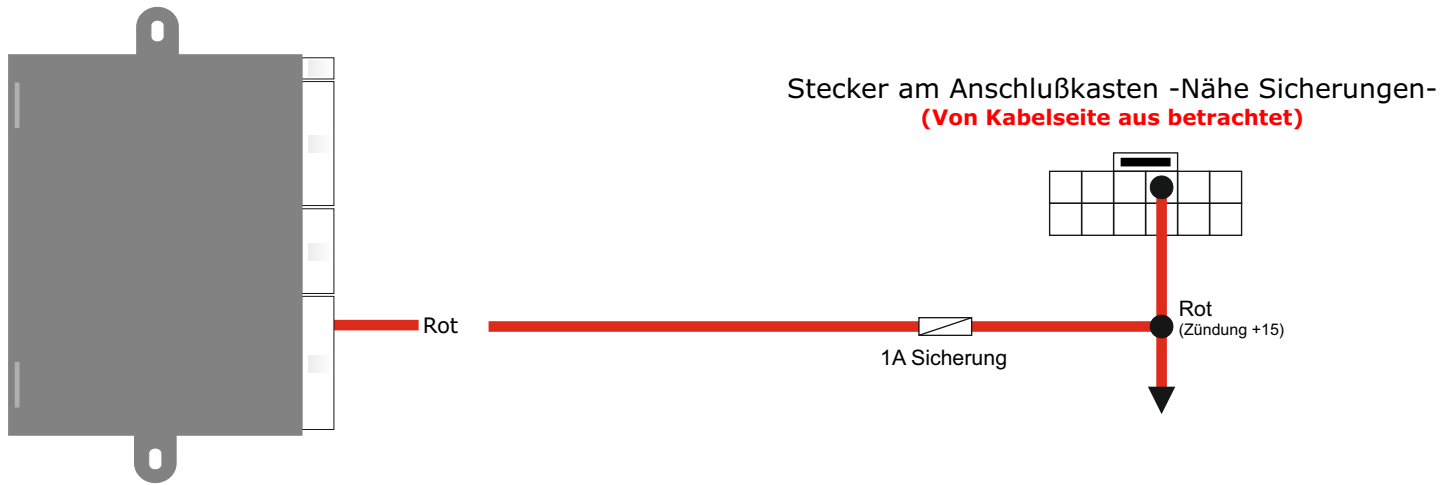 Stecker am Anschlußkasten -Nähe Sicherungen-
(Von Kabelseite aus betrachtet)
Rot
Rot
(Zündung +15)
1A Sicherung